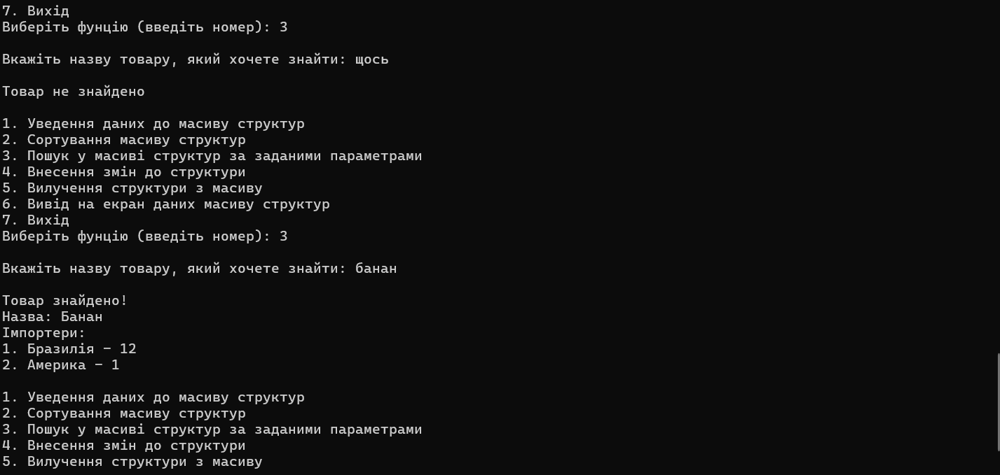 7. Вихід
Виберіть фунцію (введіть номер): 3
Вкажіть назву товару, який хочете знайти: щось
Товар не знайдено
1. Уведення даних до масиву структур
2. Сортування масиву структур
3. Пошук у масиві структур за заданими параметрами
4. Внесення змін до структури
5. Вилучення структури з масиву
6. Вивід на екран даних масиву структур
7. Вихід
Виберіть фунцію (введіть номер): 3
Вкажіть назву товару, який хочете знайти: банан
Товар знайдено!
Назва: Банан
Імпортери:
1. Бразилія – 12
2. Америка – 1
1. Уведення даних до масиву структур
2. Сортування масиву структур
3. Пошук у масиві структур за заданими параметрами
4. Внесення змін до структури
5. Вилучення структури з масиву